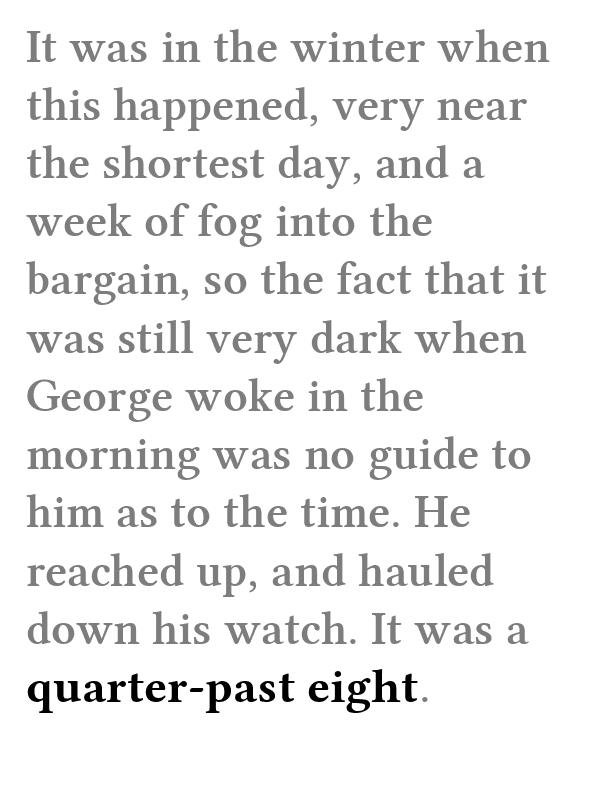 It was in the winter when
this happened, very near
the shortest day, and a
week of fog into the
bargain, so the fact that it
was still very dark when
George woke in the
morning was no guide to
him as to the time. He
reached up, and hauled
down his watch. It was a
quarter-past eight.